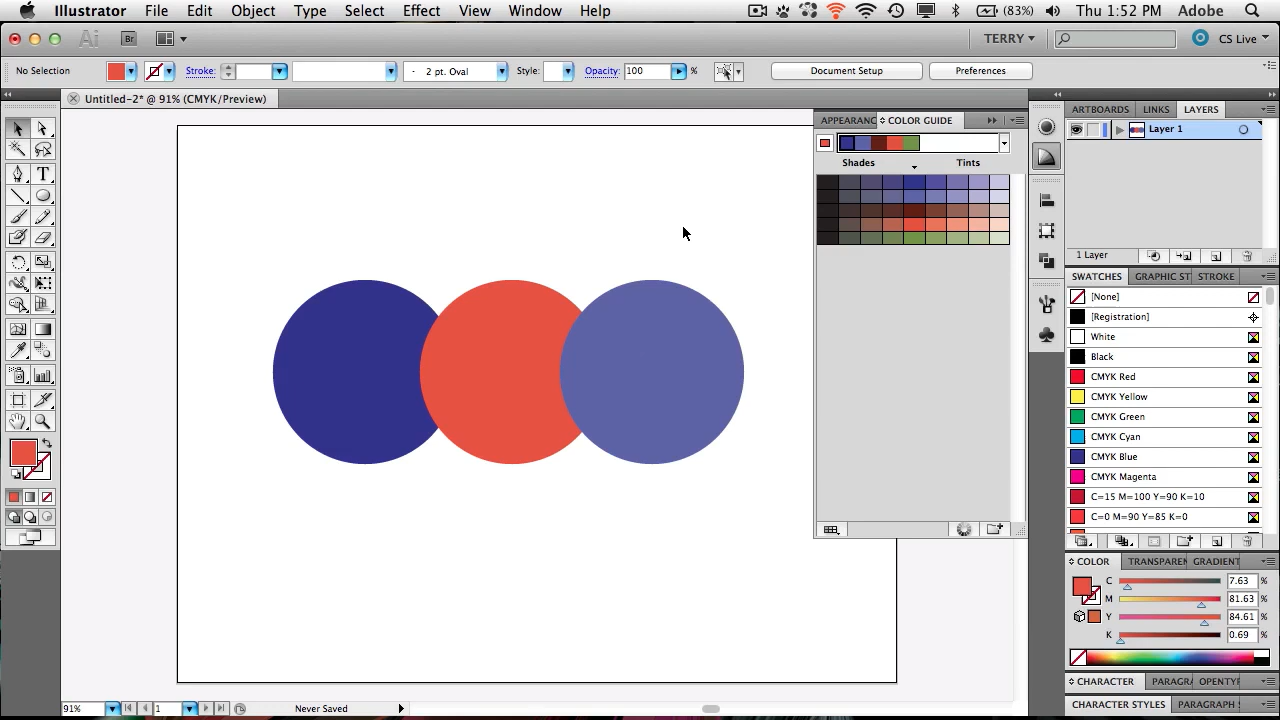 Illustrator File Edit Object Type Select Effect View Window Help (83%) Thu 1:52 PM Adobe
Ai Br TERRY CS Live
No Selection Stroke: 2 pt. Oval Style: Opacity: 100 % Document Setup Preferences
Untitled-2* @ 91% (CMYK/Preview)
ARTBOARDS LINKS LAYERS
APPEARANC COLOR GUIDE
Layer 1
Shades Tints
T
1 Layer
SWATCHES GRAPHIC ST STROKE
[None]
[Registration]
White
Black
CMYK Red
CMYK Yellow
CMYK Green
CMYK Cyan
CMYK Blue
CMYK Magenta
C=15 M=100 Y=90 K=10
C=0 M=90 Y=85 K=0
COLOR TRANSPAREN GRADIENT
C 7.63 %
M 81.63 %
Y 84.61 %
K 0.69 %
CHARACTER PARAGRA OPENTYP
CHARACTER STYLES PARAGRAPH
91% 1 Never Saved